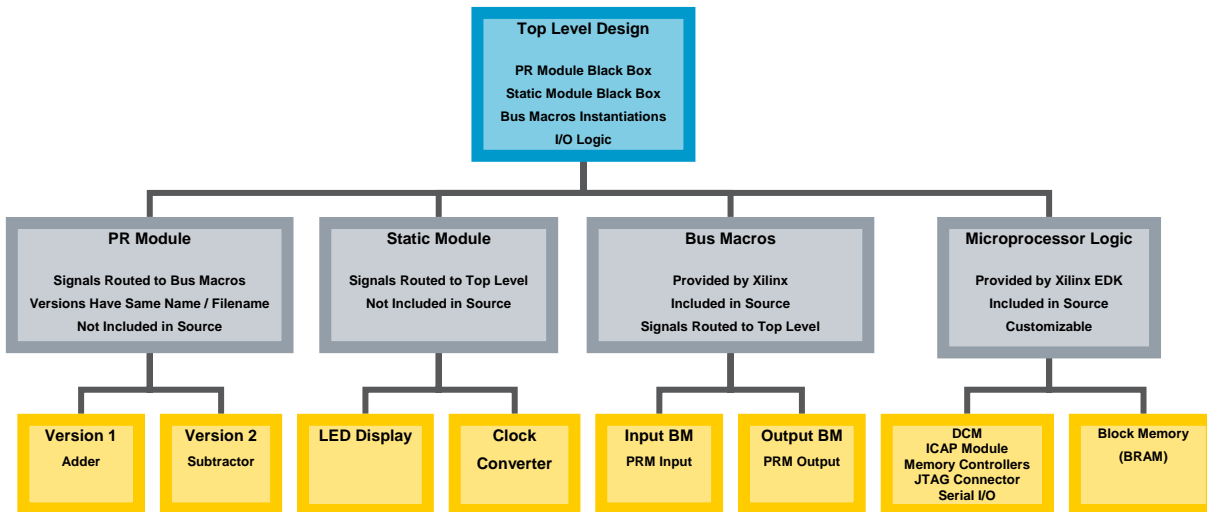 Top Level Design
PR Module Black Box
Static Module Black Box
Bus Macros Instantiations
I/O Logic
PR Module
Signals Routed to Bus Macros
Versions Have Same Name / Filename
Not Included in Source
Static Module
Signals Routed to Top Level
Not Included in Source
Bus Macros
Provided by Xilinx
Included in Source
Signals Routed to Top Level
Microprocessor Logic
Provided by Xilinx EDK
Included in Source
Customizable
Version 1
Adder
Version 2
Subtractor
LED Display
Clock
Converter
Input BM
PRM Input
Output BM
PRM Output
DCM
ICAP Module
Memory Controllers
JTAG Connector
Serial I/O
Block Memory
(BRAM)